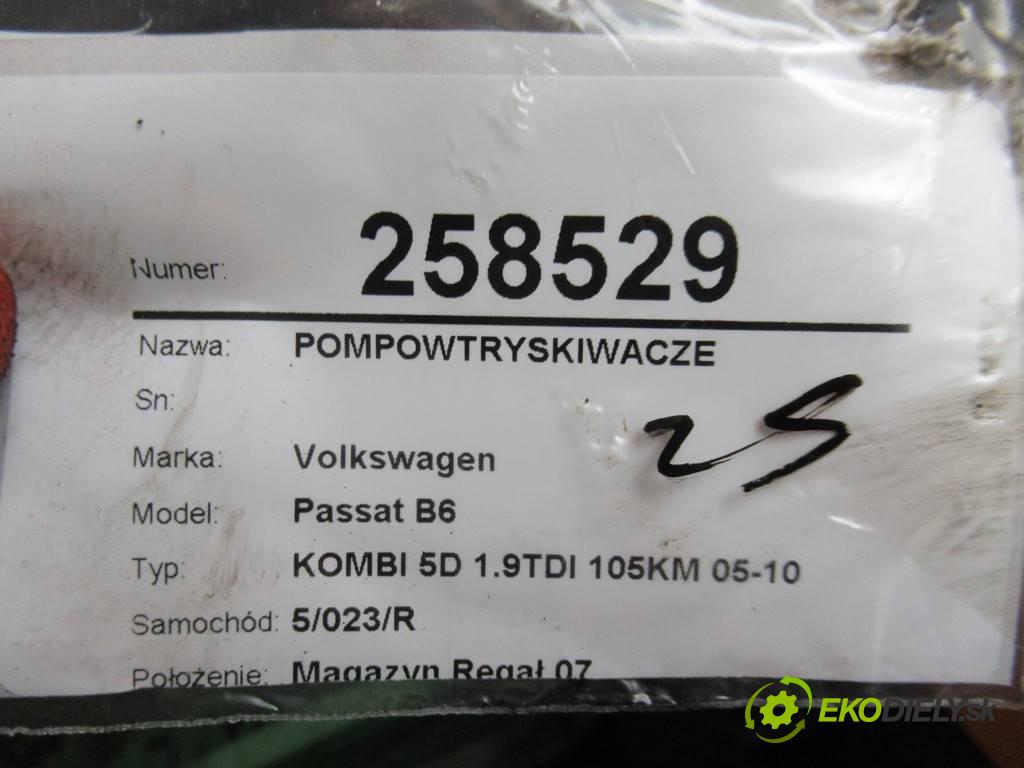 Numer: 258529
Nazwa: POMPOWTRYSKIWACZE
Sn:
Marka: Volkswagen
Model: Passat B6
Typ: KOMBI 5D 1.9TDI 105KM 05-10
Samochód: 5/023/R
Położenie: Magazyn Regał 07
EKODIELY.SK